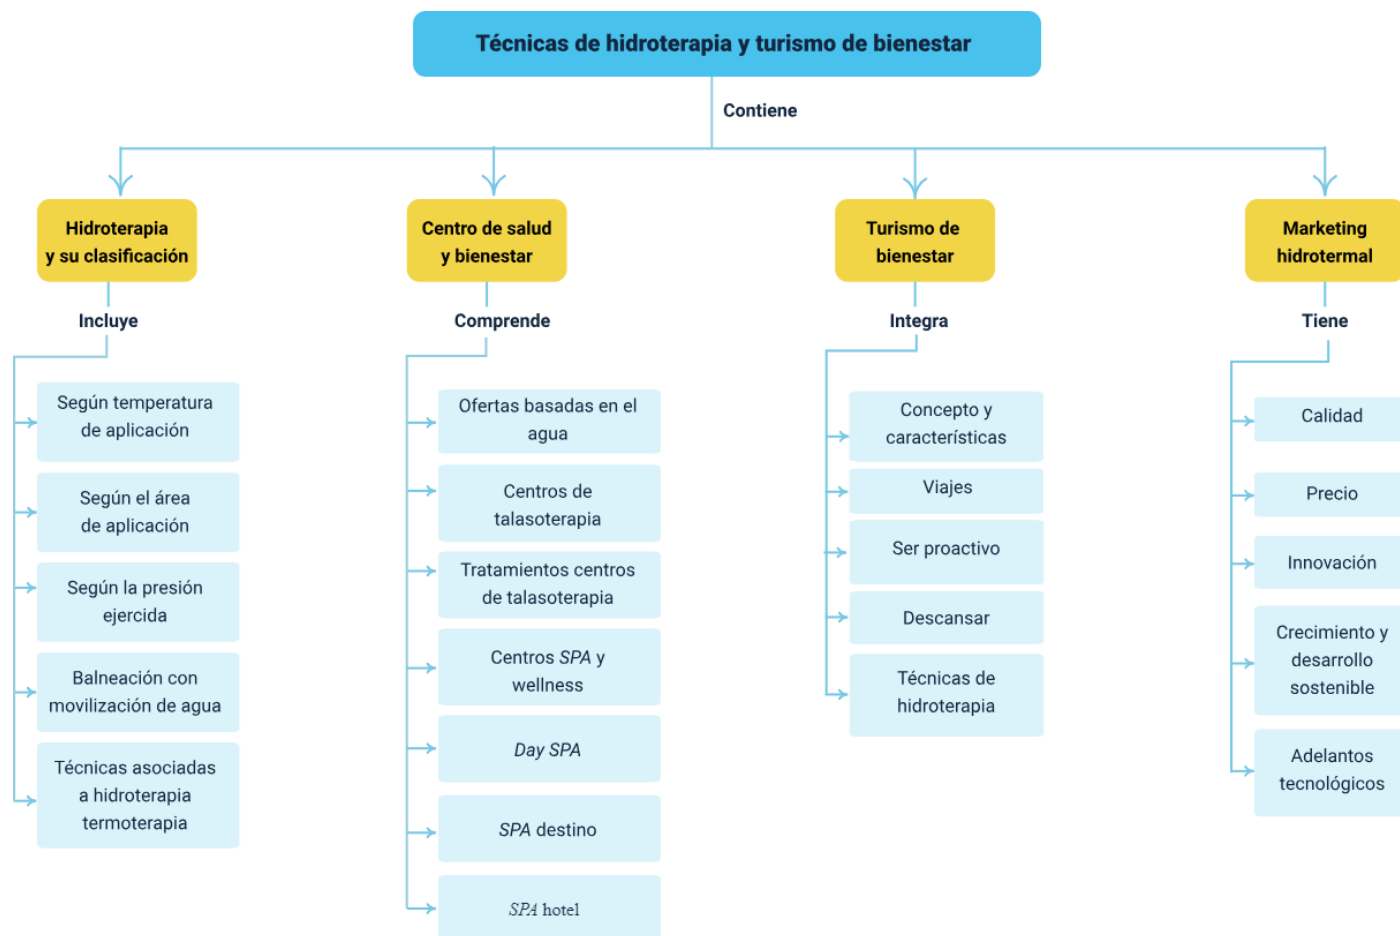 Técnicas de hidroterapia y turismo de bienestar
Contiene
Hidroterapia
y su clasificación
Incluye
Según temperatura
de aplicación
Según el área
de aplicación
Según la presión
ejercida
Balneación con
movilización de agua
Técnicas asociadas
a hidroterapia
termoterapia
Centro de salud
y bienestar
Comprende
Ofertas basadas en el
agua
Centros de
talasoterapia
Tratamientos centros
de talasoterapia
Centros SPA y
wellness
Day SPA
SPA destino
SPA hotel
Turismo de
bienestar
Integra
Concepto y
característícas
Viajes
Ser proactivo
Descansar
Técnicas de
hidroterapia
Marketing
hidrotermal
Tiene
Calidad
Precio
Innovación
Crecimiento y
desarrollo
sostenible
Adelantos
tecnológicos